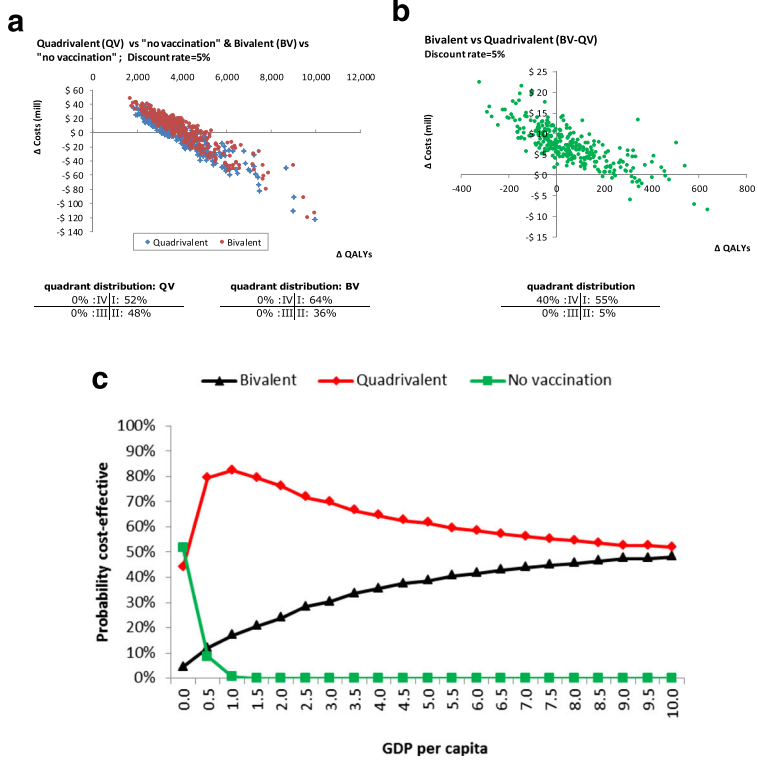 a
Quadrivalent (QV) vs "no vaccination" & Bivalent (BV) vs
"no vaccination" ; Discount rate=5%
0 2,000 4,000 6,000 8,000 10,000 12,000
$ 60
$ 40
$ 20
$ 0
-$ 20
-$ 40
-$ 60
-$ 80
-$ 100
-$ 120
-$ 140
Δ Costs (mill)
Quadrivalent Bivalent
Δ QALYs
quadrant distribution: QV
0% :IV I: 52%
0% :III II: 48%
quadrant distribution: BV
0% :IV I: 64%
0% :III II: 36%
b
Bivalent vs Quadrivalent (BV-QV)
Discount rate=5%
$ 25
$ 20
$ 15
$ 10
$ 5
$ 0
-$ 5
-$ 10
-$ 15
Δ Costs (mill)
-400 -200 0 200 400 600 800
Δ QALYs
quadrant distribution
40% :IV I: 55%
0% :III II: 5%
c
Bivalent Quadrivalent No vaccination
100%
90%
80%
70%
60%
50%
40%
30%
20%
10%
0%
Probability cost-effective
0.0 0.5 1.0 1.5 2.0 2.5 3.0 3.5 4.0 4.5 5.0 5.5 6.0 6.5 7.0 7.5 8.0 8.5 9.0 9.5 10.0
GDP per capita